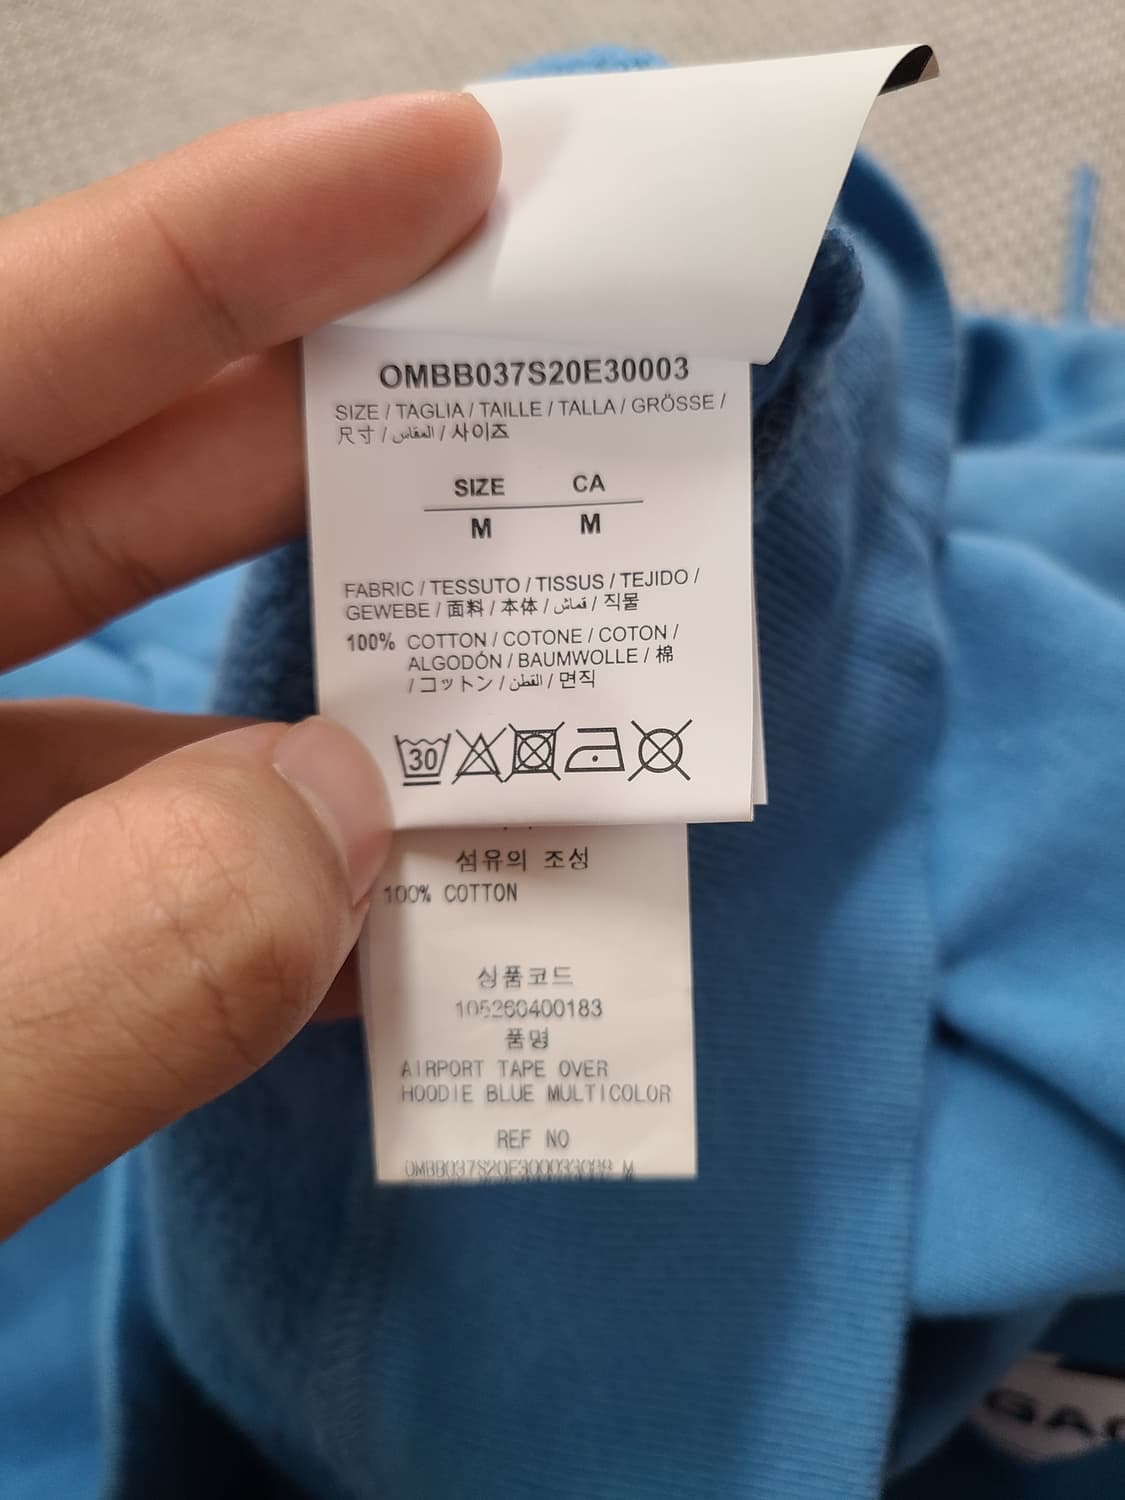 OMBB037S20E30003
SIZE / TAGLIA / TAILLE / TALLA / GRÖSSE /
尺寸 / المقاس / 사이즈
SIZE CA
M M
FABRIC / TESSUTO / TISSUS / TEJIDO /
GEWEBE / 面料 / 本体 / قماش / 직물
100% COTTON / COTONE / COTON /
ALGODÓN / BAUMWOLLE / 棉
/ コットン / القطن / 면직
30
섬유의 조성
100% COTTON
상품코드
105260400183
품명
AIRPORT TAPE OVER
HOODIE BLUE MULTICOLOR
REF NO
OMBB037S20E300033088 M